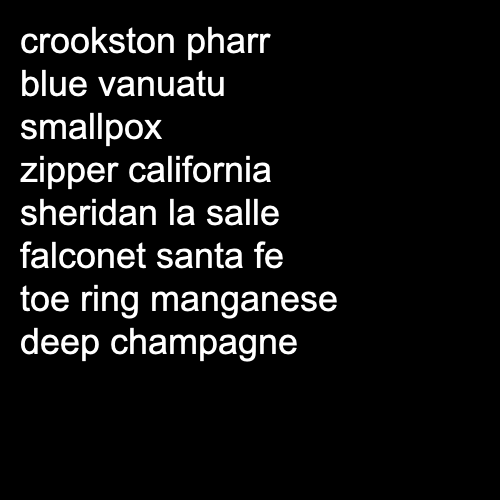 crookston pharr
blue vanuatu
smallpox
zipper california
sheridan la salle
falconet santa fe
toe ring manganese
deep champagne